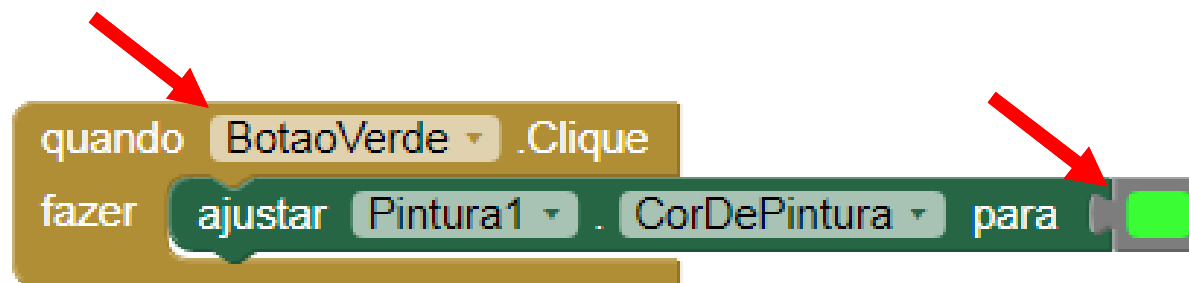 quando BotaoVerde .Clique
fazer ajustar Pintura1 . CorDePintura para